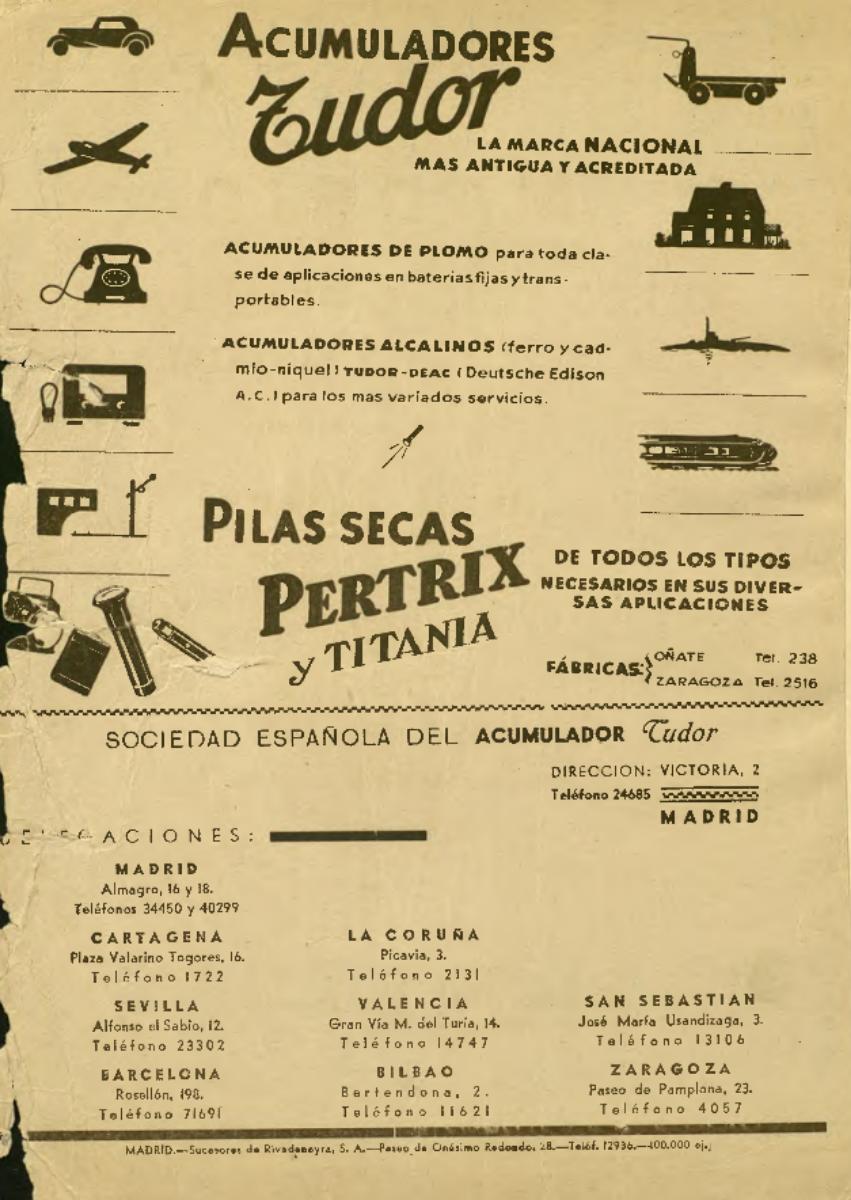 ACUMULADORES
Tudor
LA MARCA NACIONAL
MAS ANTIGUA Y ACREDITADA
ACUMULADORES DE PLOMO para toda cla-
se de aplicaciones en baterias fijas y trans-
portables.
ACUMULADORES ALCALINOS (ferro y cad-
mio-niquel) TUDOR-DEAC (Deutsche Edison
A.C.) para los mas variados servicios.
PILAS SECAS
PERTRIX
y TITANIA
DE TODOS LOS TIPOS
NECESARIOS EN SUS DIVER-
SAS APLICACIONES
FÁBRICAS: { OÑATE Tel. 238
ZARAGOZA Tel. 2516
SOCIEDAD ESPAÑOLA DEL ACUMULADOR Tudor
DIRECCION: VICTORIA, 2
Teléfono 24685
MADRID
DELEGACIONES:
MADRID
Almagro, 16 y 18.
Teléfonos 34450 y 40299
CARTAGENA
Plaza Valarino Togores, 16.
Teléfono 1722
SEVILLA
Alfonso el Sabio, 12.
Teléfono 23302
BARCELONA
Rosellón, 198.
Teléfono 71691
LA CORUÑA
Picavia, 3.
Teléfono 2131
VALENCIA
Gran Vía M. del Turia, 14.
Teléfono 14747
BILBAO
Bertendona, 2.
Teléfono 11621
SAN SEBASTIAN
José María Usandizaga, 3.
Teléfono 13106
ZARAGOZA
Paseo de Pamplona, 23.
Teléfono 4057
MADRID.—Sucesores de Rivadeneyra, S. A.—Paseo de Onésimo Redondo, 28.—Teléf. 12936.—400.000 ej.